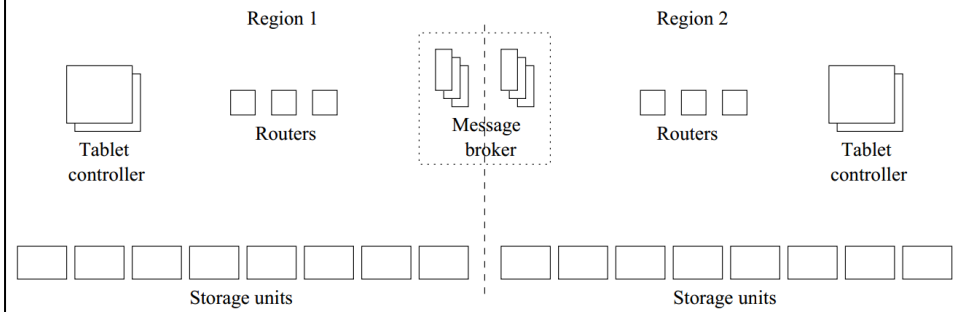 Region 1
Region 2
Routers
Message
broker
Routers
Tablet
controller
Tablet
controller
Storage units
Storage units